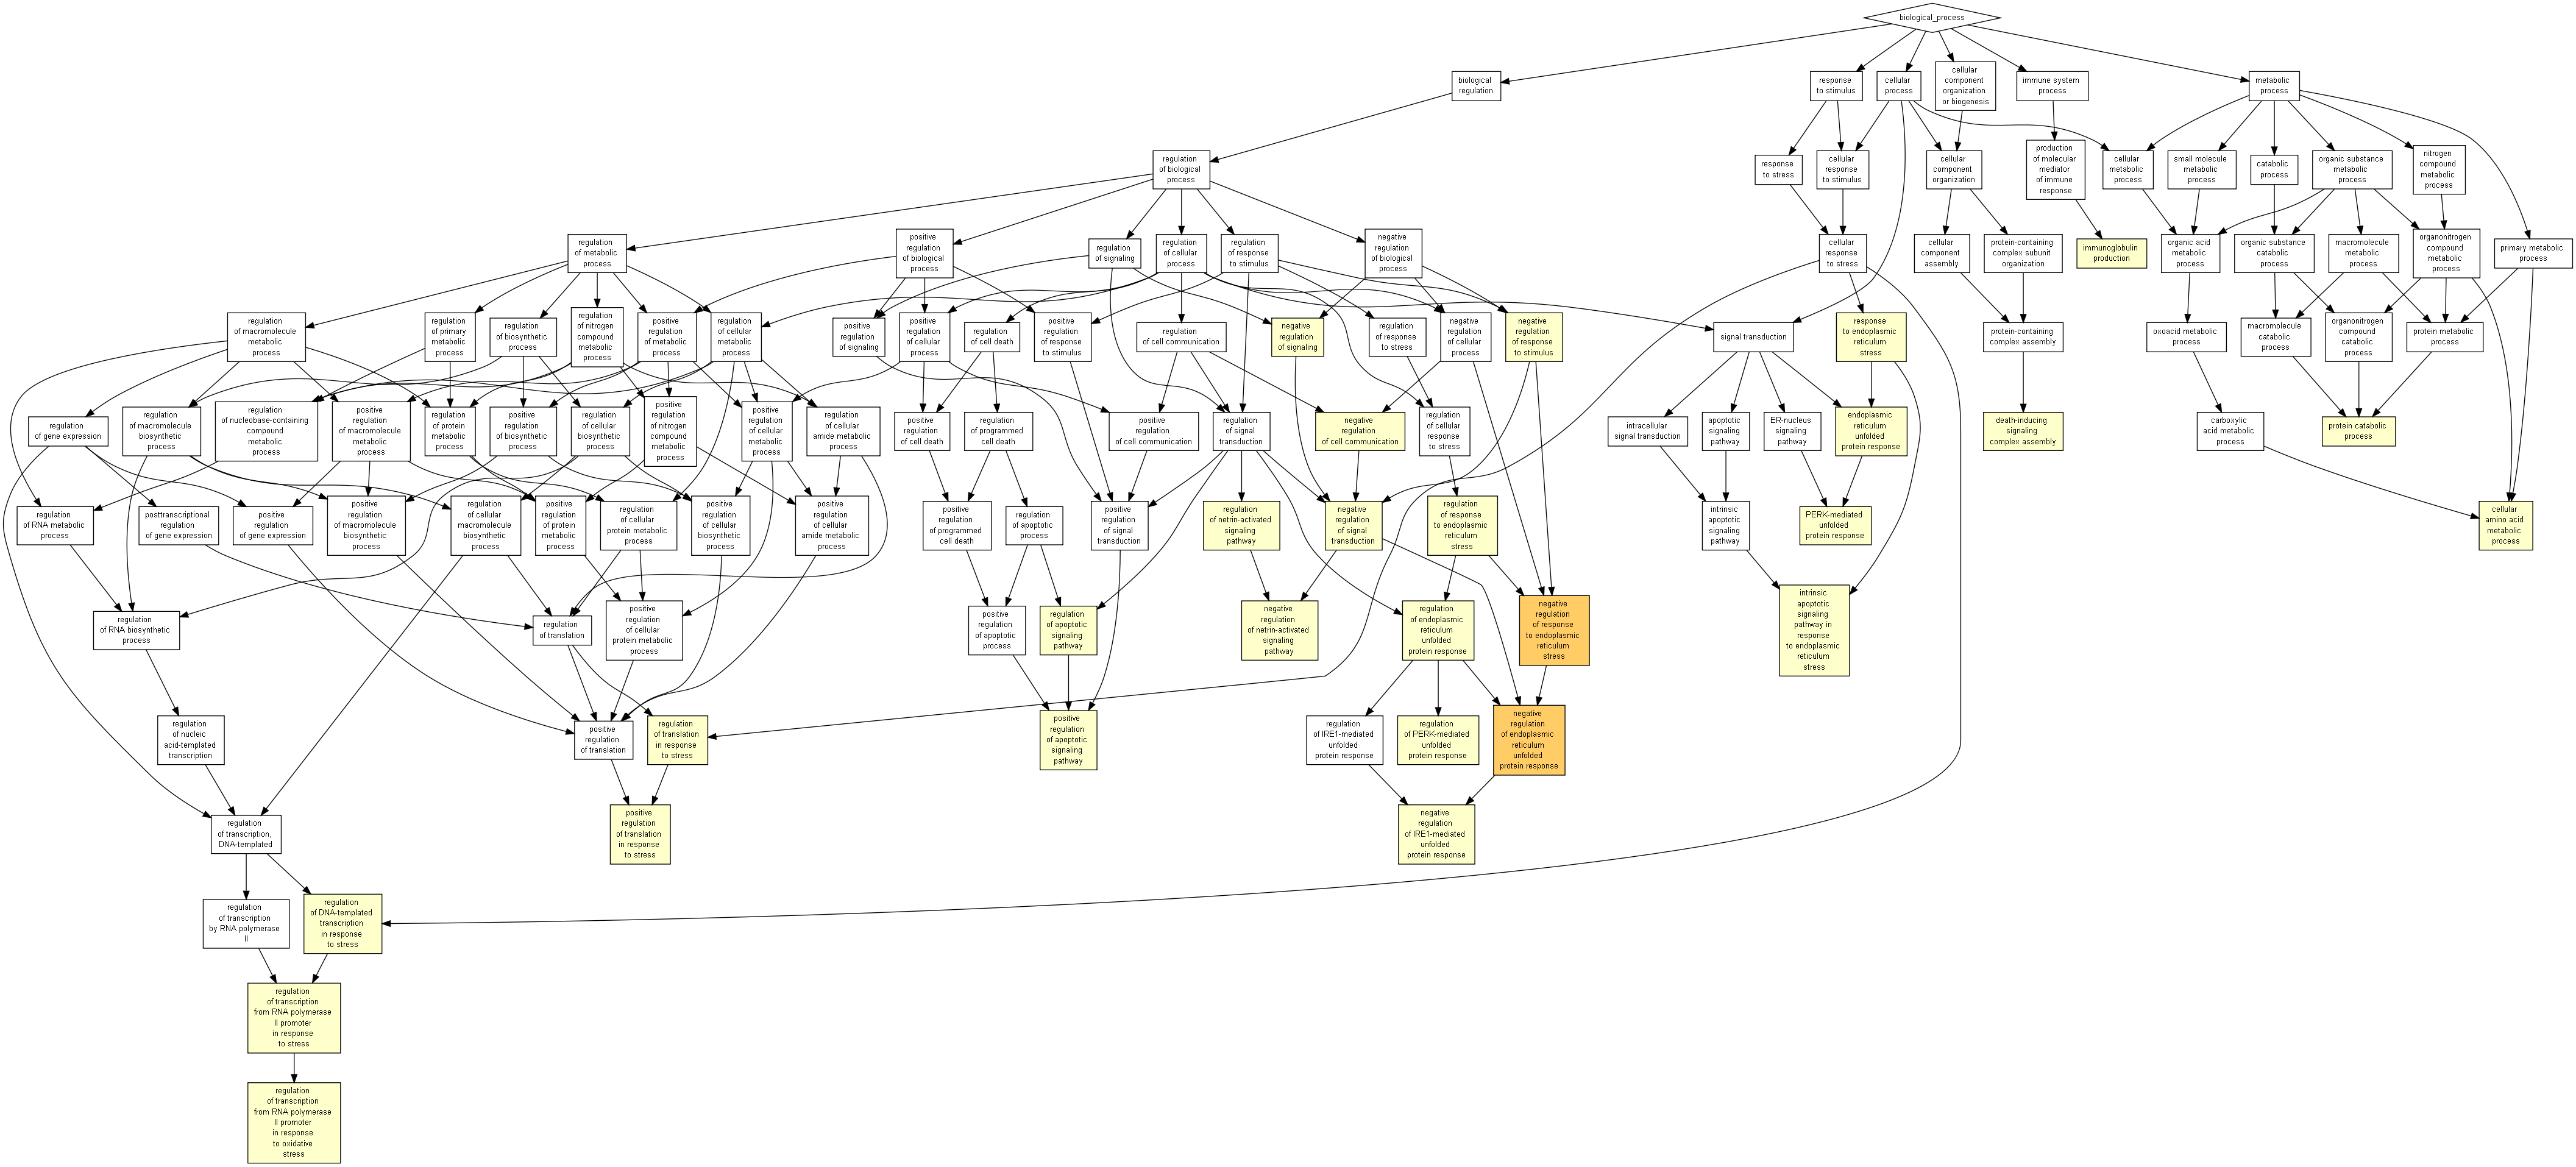 biological_process
biological
regulation
response
to stimulus
cellular
process
cellular
component
organization
or biogenesis
immune system
process
metabolic
process
regulation
of biological
process
response
to stress
cellular
response
to stimulus
cellular
component
organization
production
of molecular
mediator
of immune
response
cellular
metabolic
process
small molecule
metabolic
process
catabolic
process
organic substance
metabolic
process
nitrogen
compound
metabolic
process
regulation
of metabolic
process
positive
regulation
of biological
process
regulation
of signaling
regulation
of cellular
process
regulation
of response
to stimulus
negative
regulation
of biological
process
cellular
response
to stress
cellular
component
assembly
protein-containing
complex subunit
organization
immunoglobulin
production
organic acid
metabolic
process
organic substance
catabolic
process
macromolecule
metabolic
process
organonitrogen
compound
metabolic
process
primary metabolic
process
regulation
of macromolecule
metabolic
process
regulation
of primary
metabolic
process
regulation
of biosynthetic
process
regulation
of nitrogen
compound
metabolic
process
positive
regulation
of metabolic
process
regulation
of cellular
metabolic
process
positive
regulation
of signaling
positive
regulation
of cellular
process
regulation
of cell death
positive
regulation
of response
to stimulus
regulation
of cell communication
negative
regulation
of signaling
regulation
of response
to stress
negative
regulation
of cellular
process
negative
regulation
of response
to stimulus
signal transduction
response
to endoplasmic
reticulum
stress
protein-containing
complex assembly
oxoacid metabolic
process
macromolecule
catabolic
process
organonitrogen
compound
catabolic
process
protein metabolic
process
regulation
of gene expression
regulation
of macromolecule
biosynthetic
process
regulation
of nucleobase-containing
compound
metabolic
process
positive
regulation
of macromolecule
metabolic
process
regulation
of protein
metabolic
process
positive
regulation
of biosynthetic
process
regulation
of cellular
biosynthetic
process
positive
regulation
of nitrogen
compound
metabolic
process
positive
regulation
of cellular
metabolic
process
regulation
of cellular
amide metabolic
process
positive
regulation
of cell death
regulation
of programmed
cell death
positive
regulation
of cell communication
regulation
of signal
transduction
negative
regulation
of cell communication
regulation
of cellular
response
to stress
intracellular
signal transduction
apoptotic
signaling
pathway
ER-nucleus
signaling
pathway
endoplasmic
reticulum
unfolded
protein response
death-inducing
signaling
complex assembly
carboxylic
acid metabolic
process
protein catabolic
process
regulation
of RNA metabolic
process
posttranscriptional
regulation
of gene expression
positive
regulation
of gene expression
positive
regulation
of macromolecule
biosynthetic
process
regulation
of cellular
macromolecule
biosynthetic
process
positive
regulation
of protein
metabolic
process
regulation
of cellular
protein metabolic
process
positive
regulation
of cellular
biosynthetic
process
positive
regulation
of cellular
amide metabolic
process
positive
regulation
of programmed
cell death
regulation
of apoptotic
process
positive
regulation
of signal
transduction
regulation
of netrin-activated
signaling
pathway
negative
regulation
of signal
transduction
regulation
of response
to endoplasmic
reticulum
stress
intrinsic
apoptotic
signaling
pathway
PERK-mediated
unfolded
protein response
cellular
amino acid
metabolic
process
regulation
of RNA biosynthetic
process
regulation
of translation
positive
regulation
of cellular
protein metabolic
process
positive
regulation
of apoptotic
process
regulation
of apoptotic
signaling
pathway
negative
regulation
of netrin-activated
signaling
pathway
regulation
of endoplasmic
reticulum
unfolded
protein response
negative
regulation
of response
to endoplasmic
reticulum
stress
intrinsic
apoptotic
signaling
pathway in
response
to endoplasmic
reticulum
stress
regulation
of nucleic
acid-templated
transcription
positive
regulation
of translation
regulation
of translation
in response
to stress
positive
regulation
of apoptotic
signaling
pathway
regulation
of IRE1-mediated
unfolded
protein response
regulation
of PERK-mediated
unfolded
protein response
negative
regulation
of endoplasmic
reticulum
unfolded
protein response
regulation
of transcription,
DNA-templated
positive
regulation
of translation
in response
to stress
negative
regulation
of IRE1-mediated
unfolded
protein response
regulation
of transcription
by RNA polymerase
II
regulation
of DNA-templated
transcription
in response
to stress
regulation
of transcription
from RNA polymerase
II promoter
in response
to stress
regulation
of transcription
from RNA polymerase
II promoter
in response
to oxidative
stress